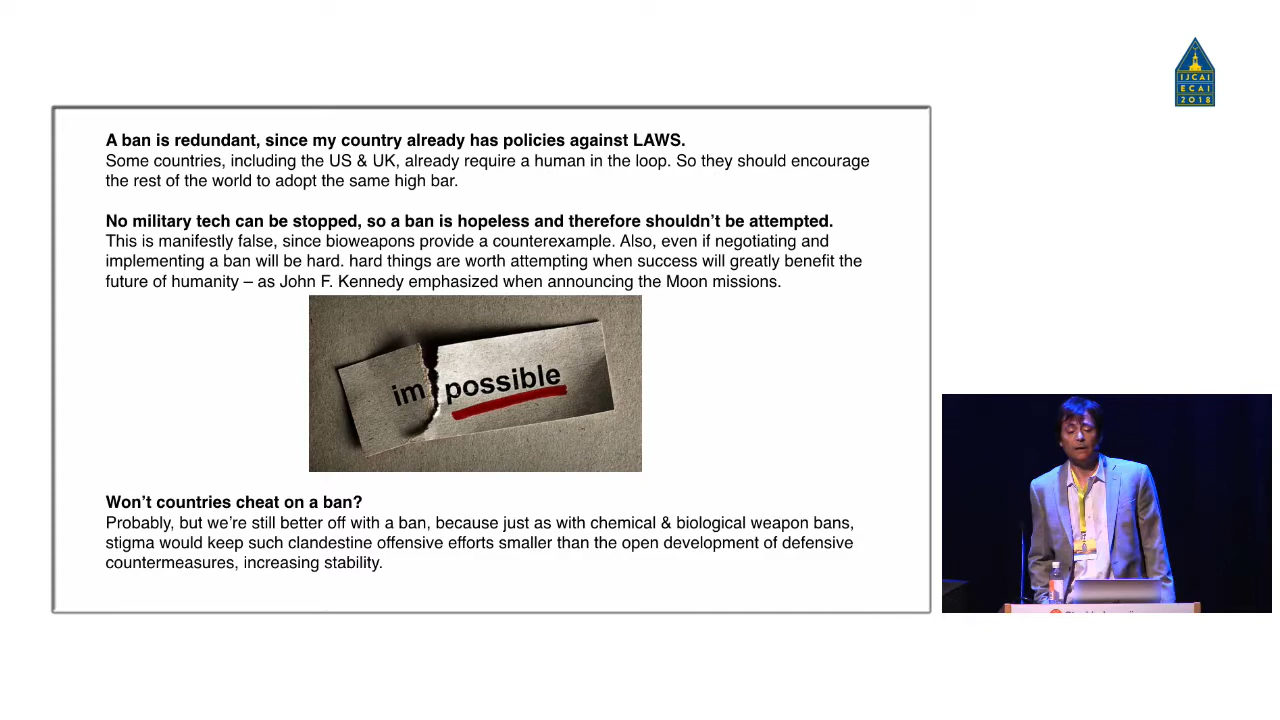 IJCAI
ECAI
2018
A ban is redundant, since my country already has policies against LAWS.
Some countries, including the US & UK, already require a human in the loop. So they should encourage
the rest of the world to adopt the same high bar.
No military tech can be stopped, so a ban is hopeless and therefore shouldn’t be attempted.
This is manifestly false, since bioweapons provide a counterexample. Also, even if negotiating and
implementing a ban will be hard. hard things are worth attempting when success will greatly benefit the
future of humanity – as John F. Kennedy emphasized when announcing the Moon missions.
im possible
Won’t countries cheat on a ban?
Probably, but we’re still better off with a ban, because just as with chemical & biological weapon bans,
stigma would keep such clandestine offensive efforts smaller than the open development of defensive
countermeasures, increasing stability.